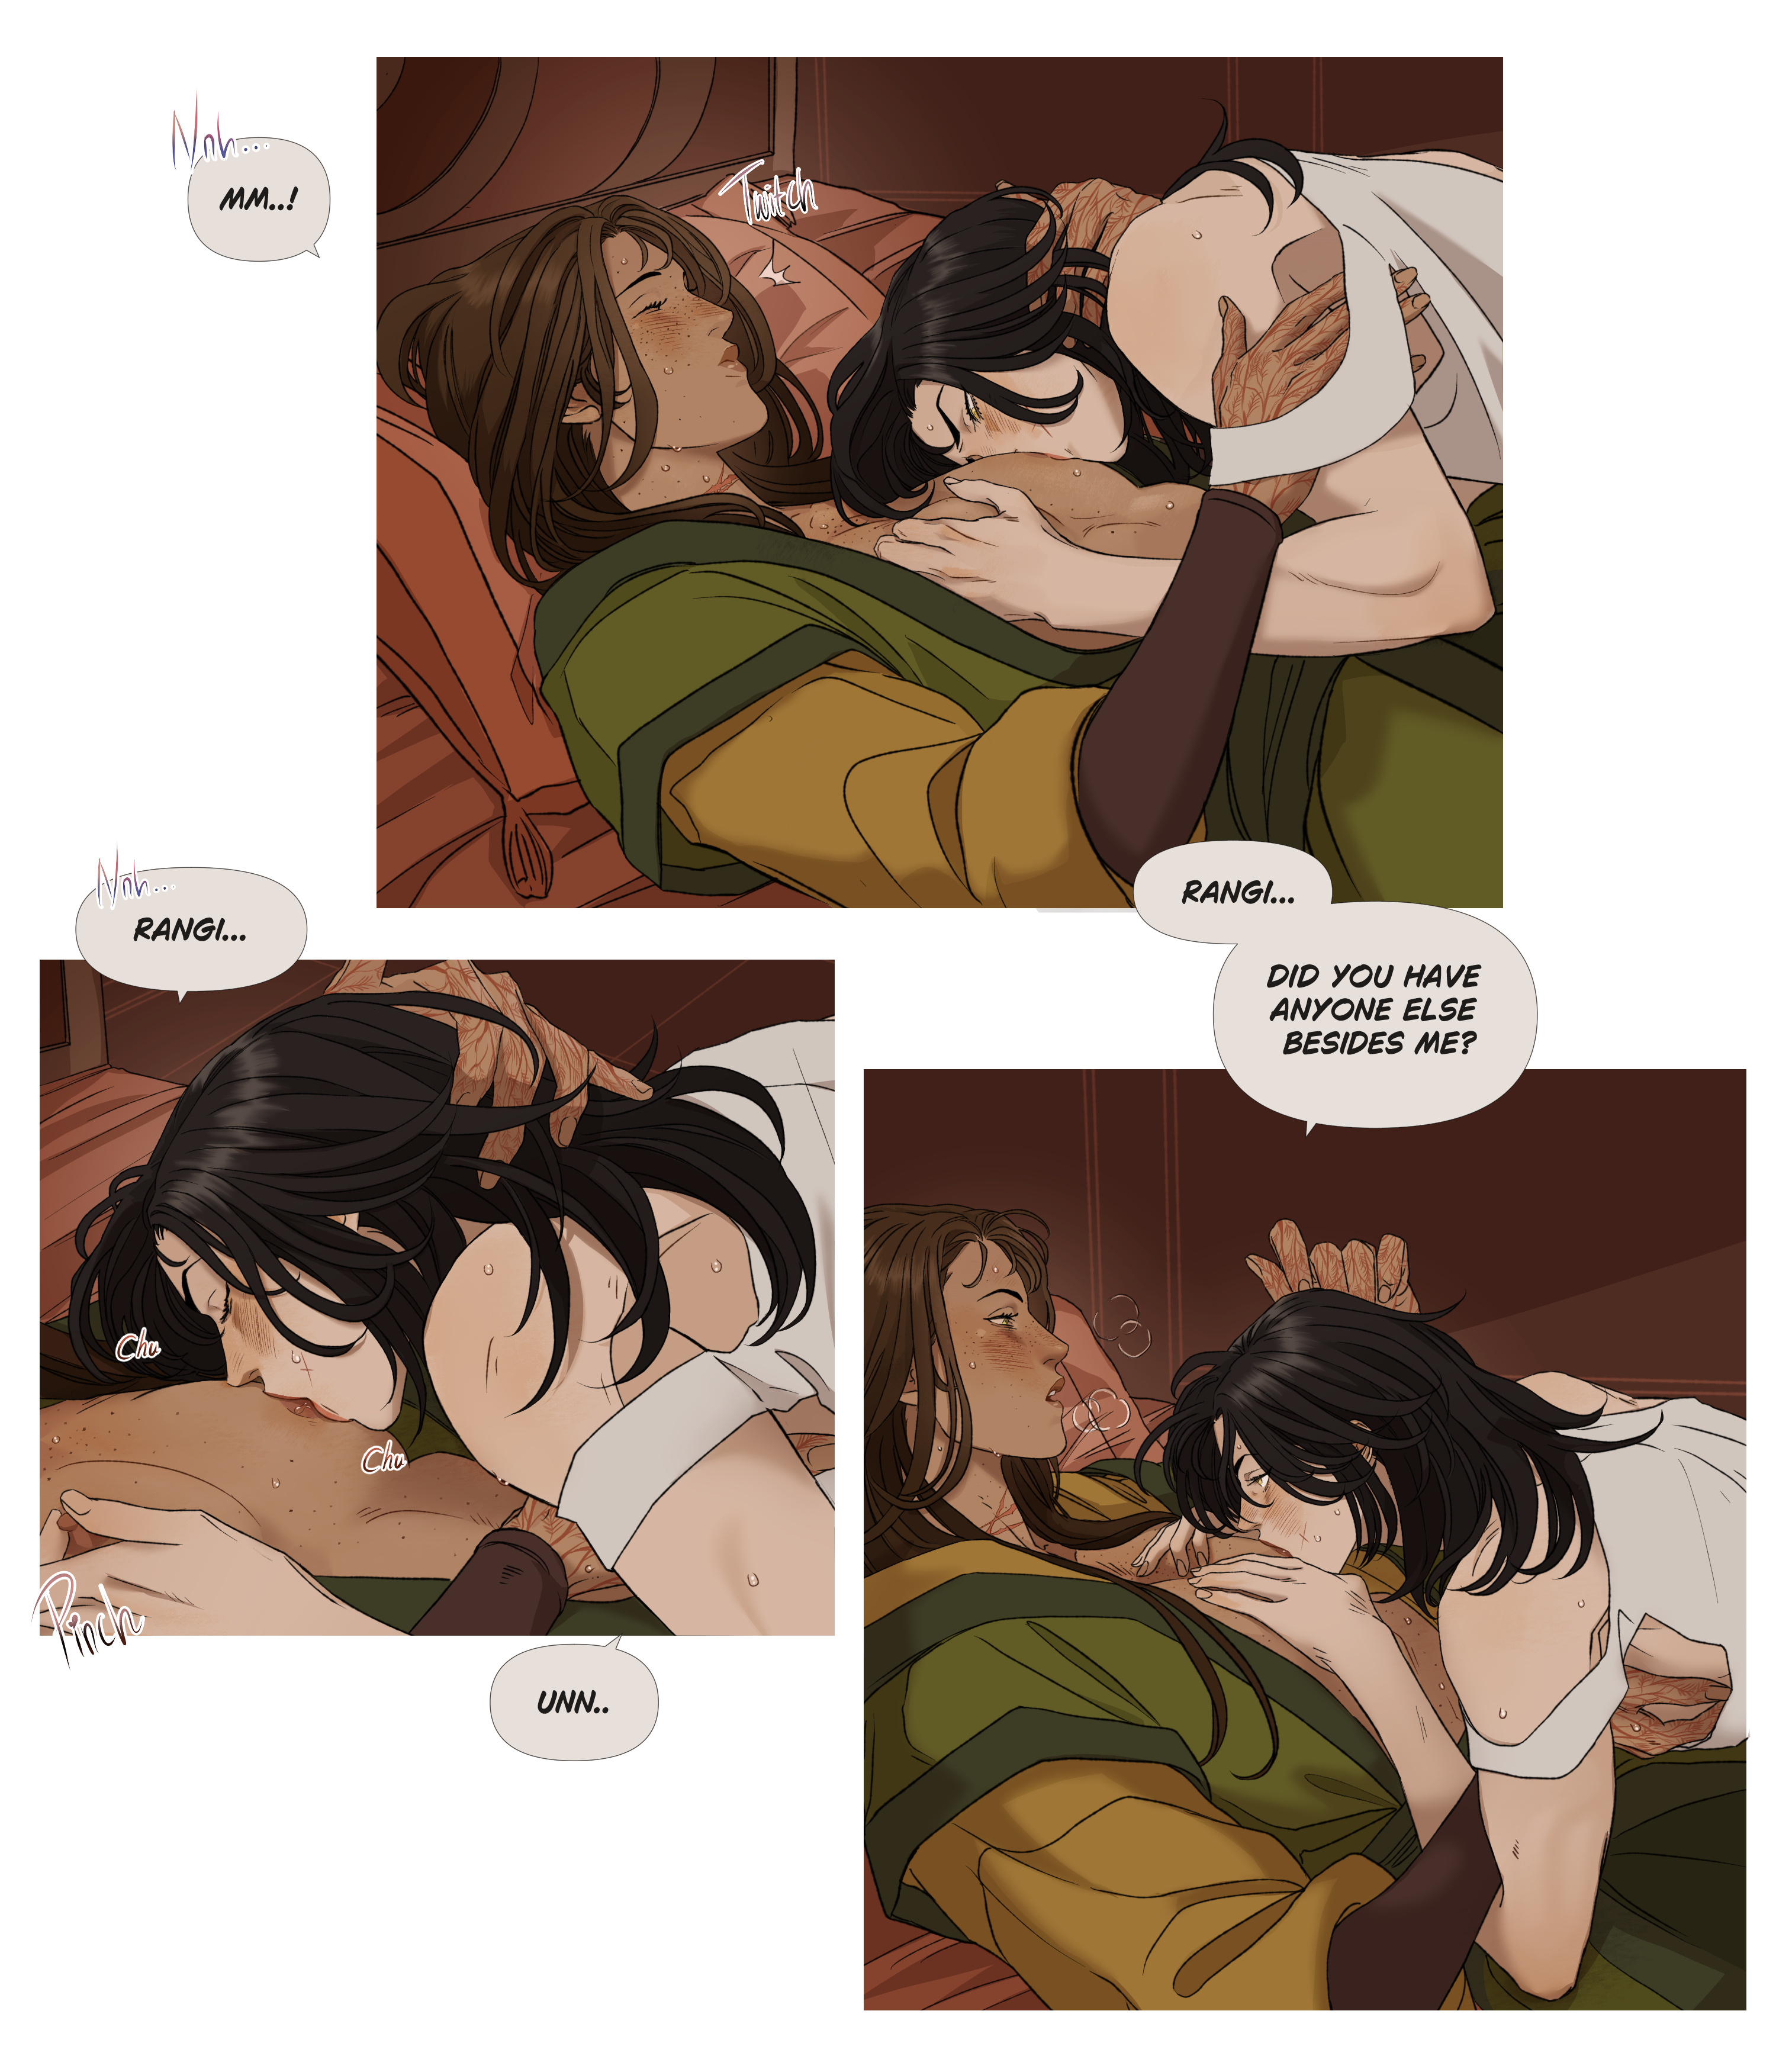 Nnh...
MM..!
Twitch
Nnh...
RANGI...
Chu
Chu
Pinch
UNN..
RANGI...
DID YOU HAVE
ANYONE ELSE
BESIDES ME?